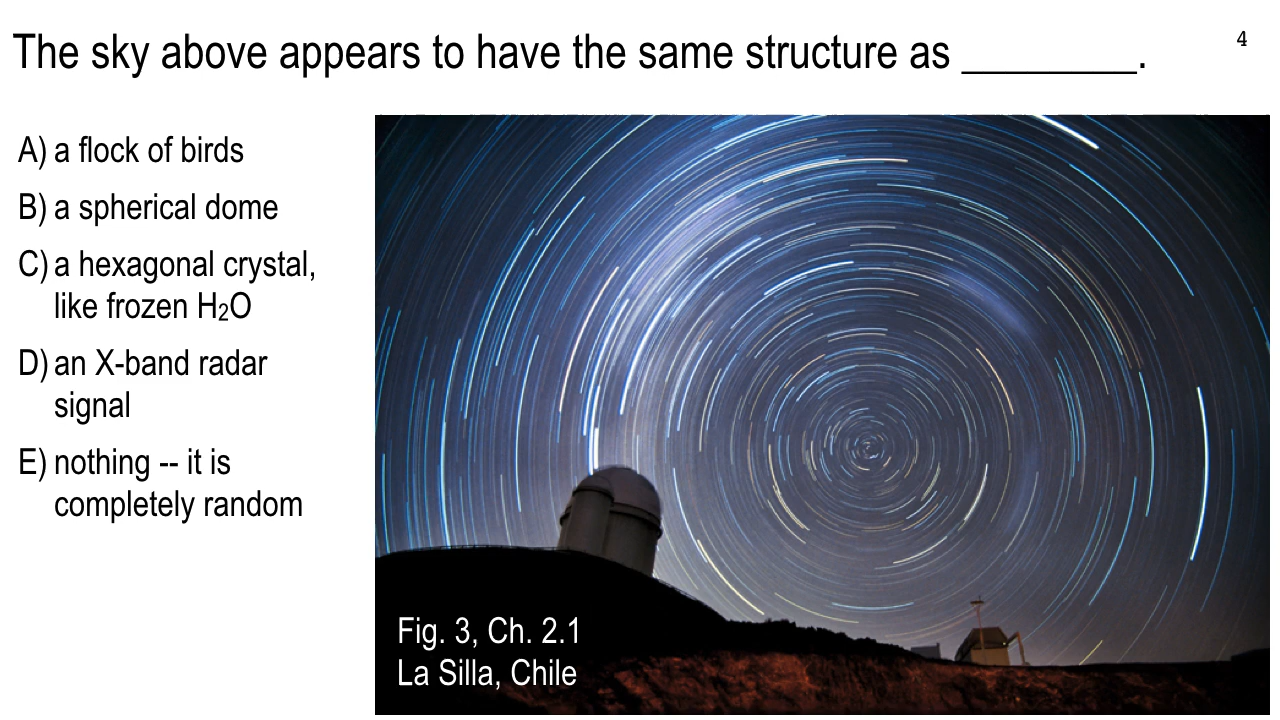 The sky above appears to have the same structure as _________.
4
A) a flock of birds
B) a spherical dome
C) a hexagonal crystal,
like frozen H₂O
D) an X-band radar
signal
E) nothing -- it is
completely random
Fig. 3, Ch. 2.1
La Silla, Chile